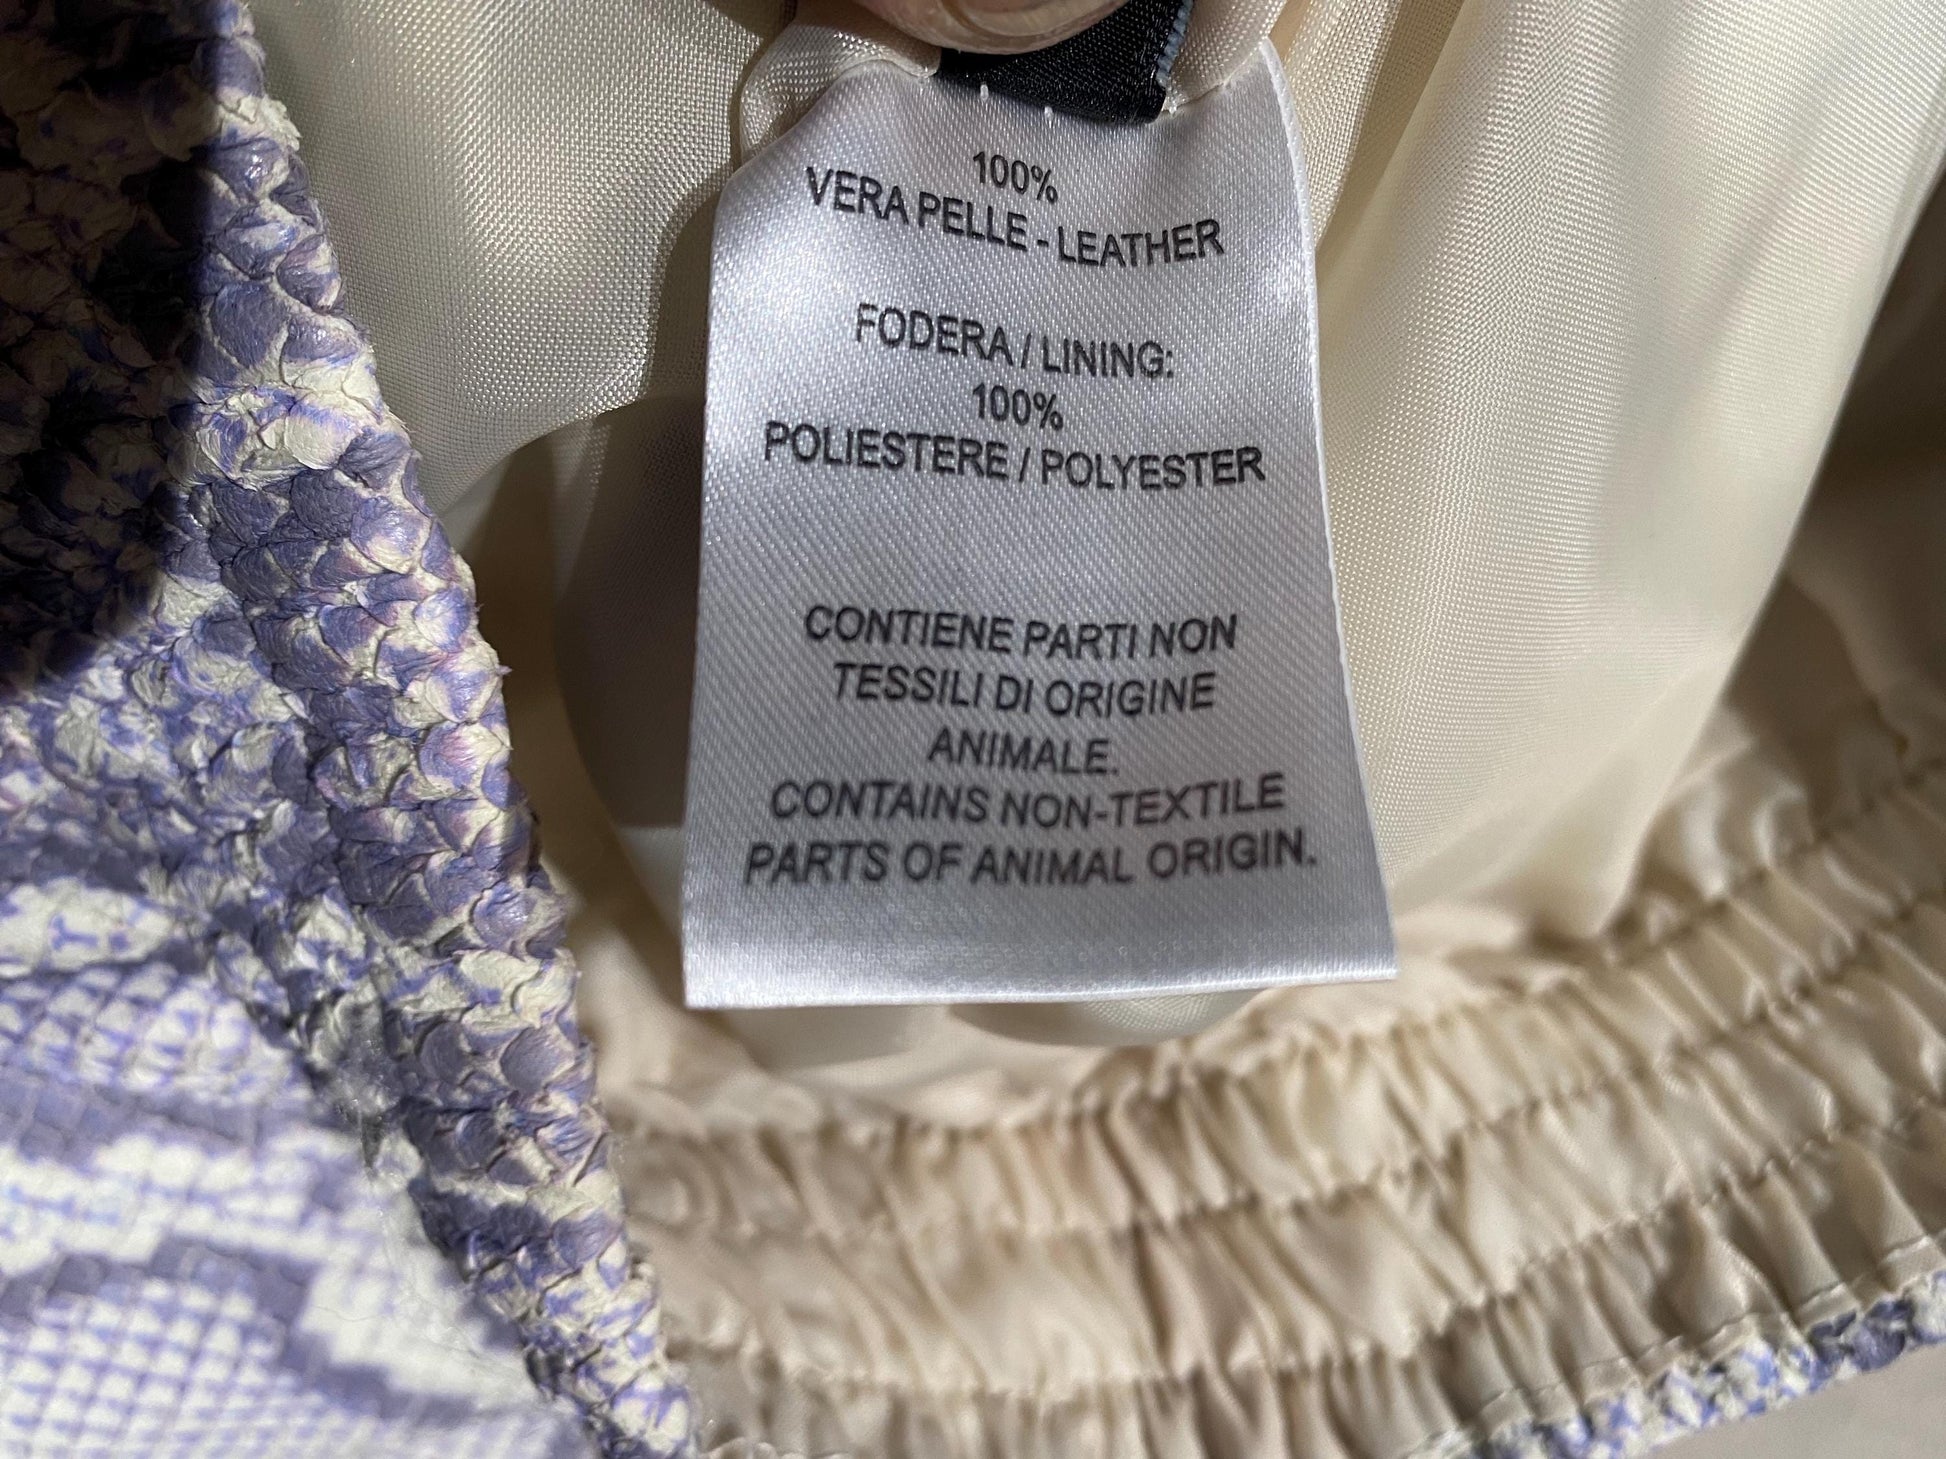 100%
VERA PELLE - LEATHER
FODERA / LINING:
100%
POLIESTERE / POLYESTER
CONTIENE PARTI NON
TESSILI DI ORIGINE
ANIMALE.
CONTAINS NON-TEXTILE
PARTS OF ANIMAL ORIGIN.